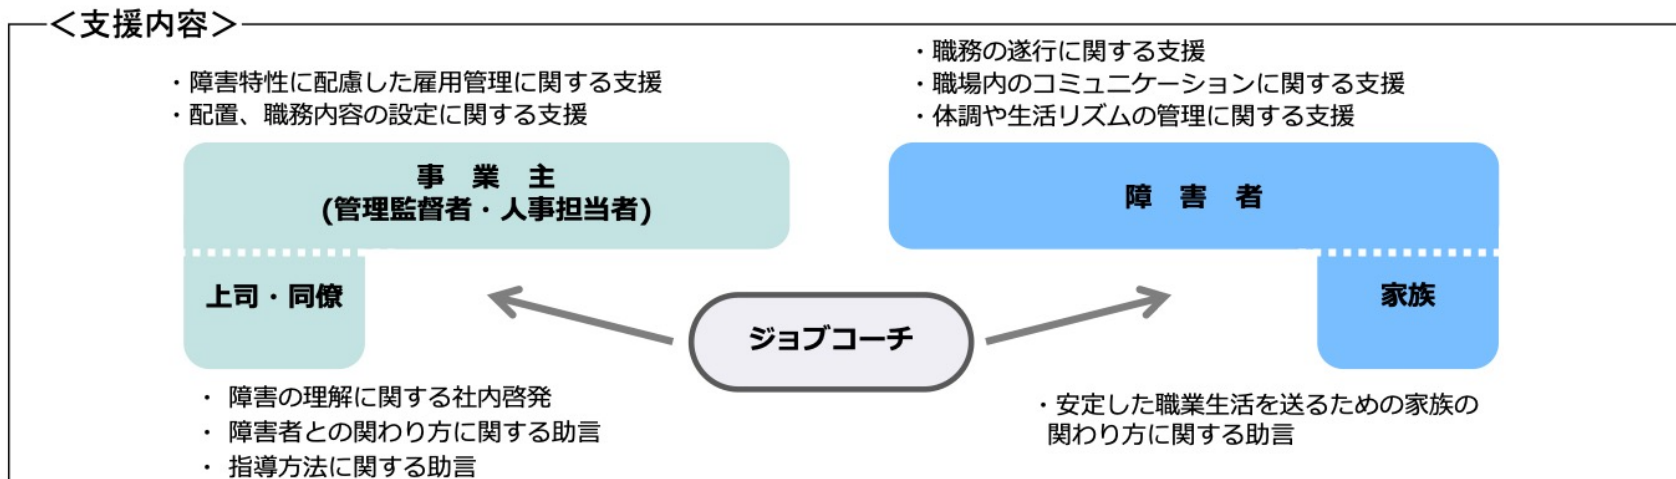 ＜支援内容＞
・障害特性に配慮した雇用管理に関する支援
・配置、職務内容の設定に関する支援
・職務の遂行に関する支援
・職場内のコミュニケーションに関する支援
・体調や生活リズムの管理に関する支援
事　業　主
(管理監督者・人事担当者)
障　害　者
上司・同僚
家族
ジョブコーチ
・ 障害の理解に関する社内啓発
・ 障害者との関わり方に関する助言
・ 指導方法に関する助言
・安定した職業生活を送るための家族の
関わり方に関する助言